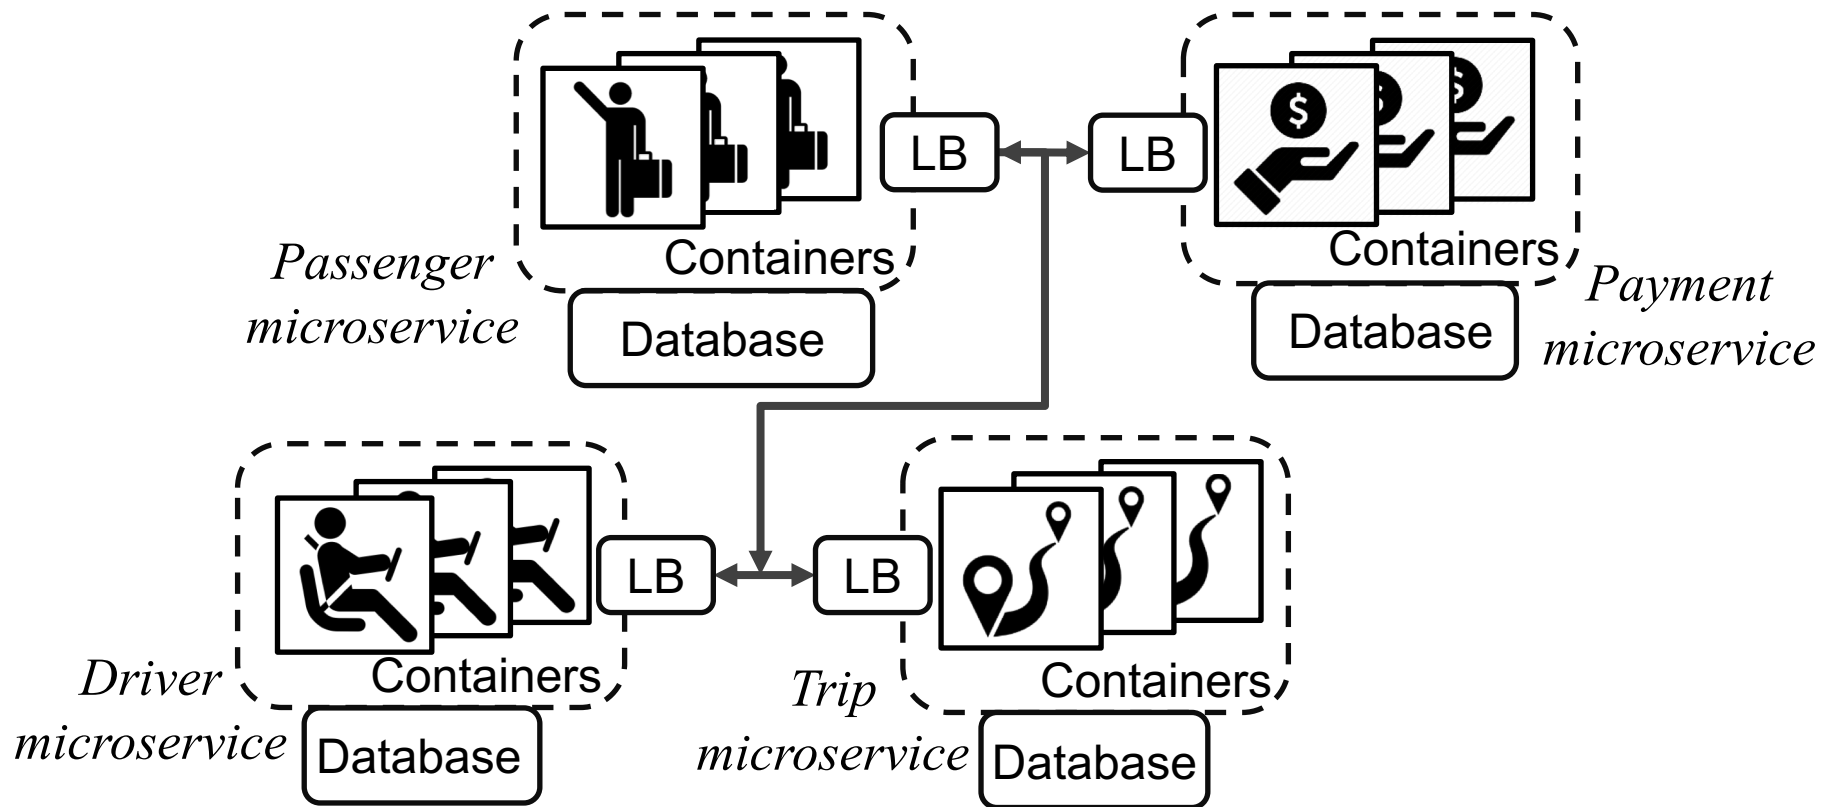 LB
LB
$
Containers
Containers
Passenger
microservice
Database
Database
Payment
microservice
LB
LB
Containers
Containers
Driver
microservice
Database
Trip
microservice
Database